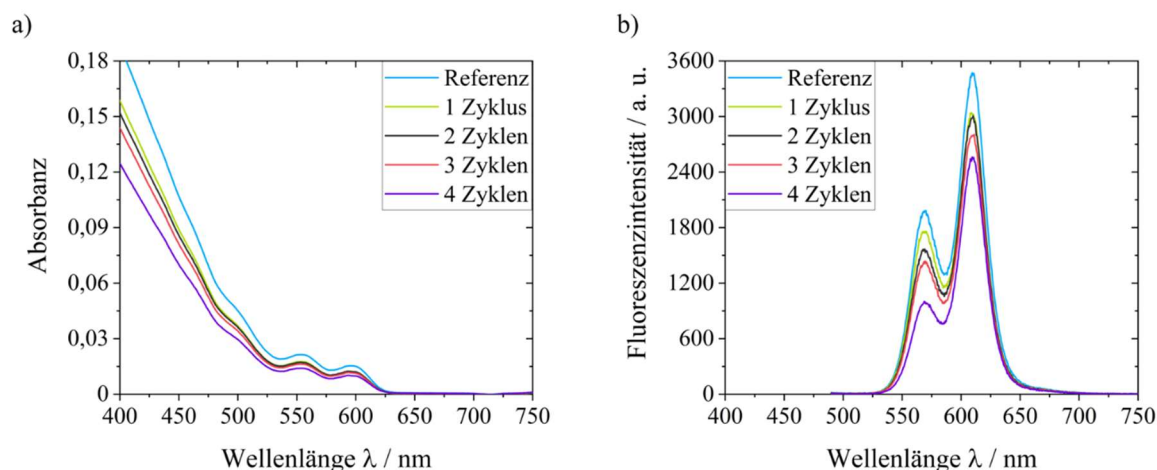 a)
0,18
0,15
0,12
0,09
0,06
0,03
0
Absorbanz
Referenz
1 Zyklus
2 Zyklen
3 Zyklen
4 Zyklen
400 450 500 550 600 650 700 750
Wellenlänge λ / nm
b)
3600
3000
2400
1800
1200
600
0
Fluoreszenzintensität / a. u.
Referenz
1 Zyklus
2 Zyklen
3 Zyklen
4 Zyklen
400 450 500 550 600 650 700 750
Wellenlänge λ / nm